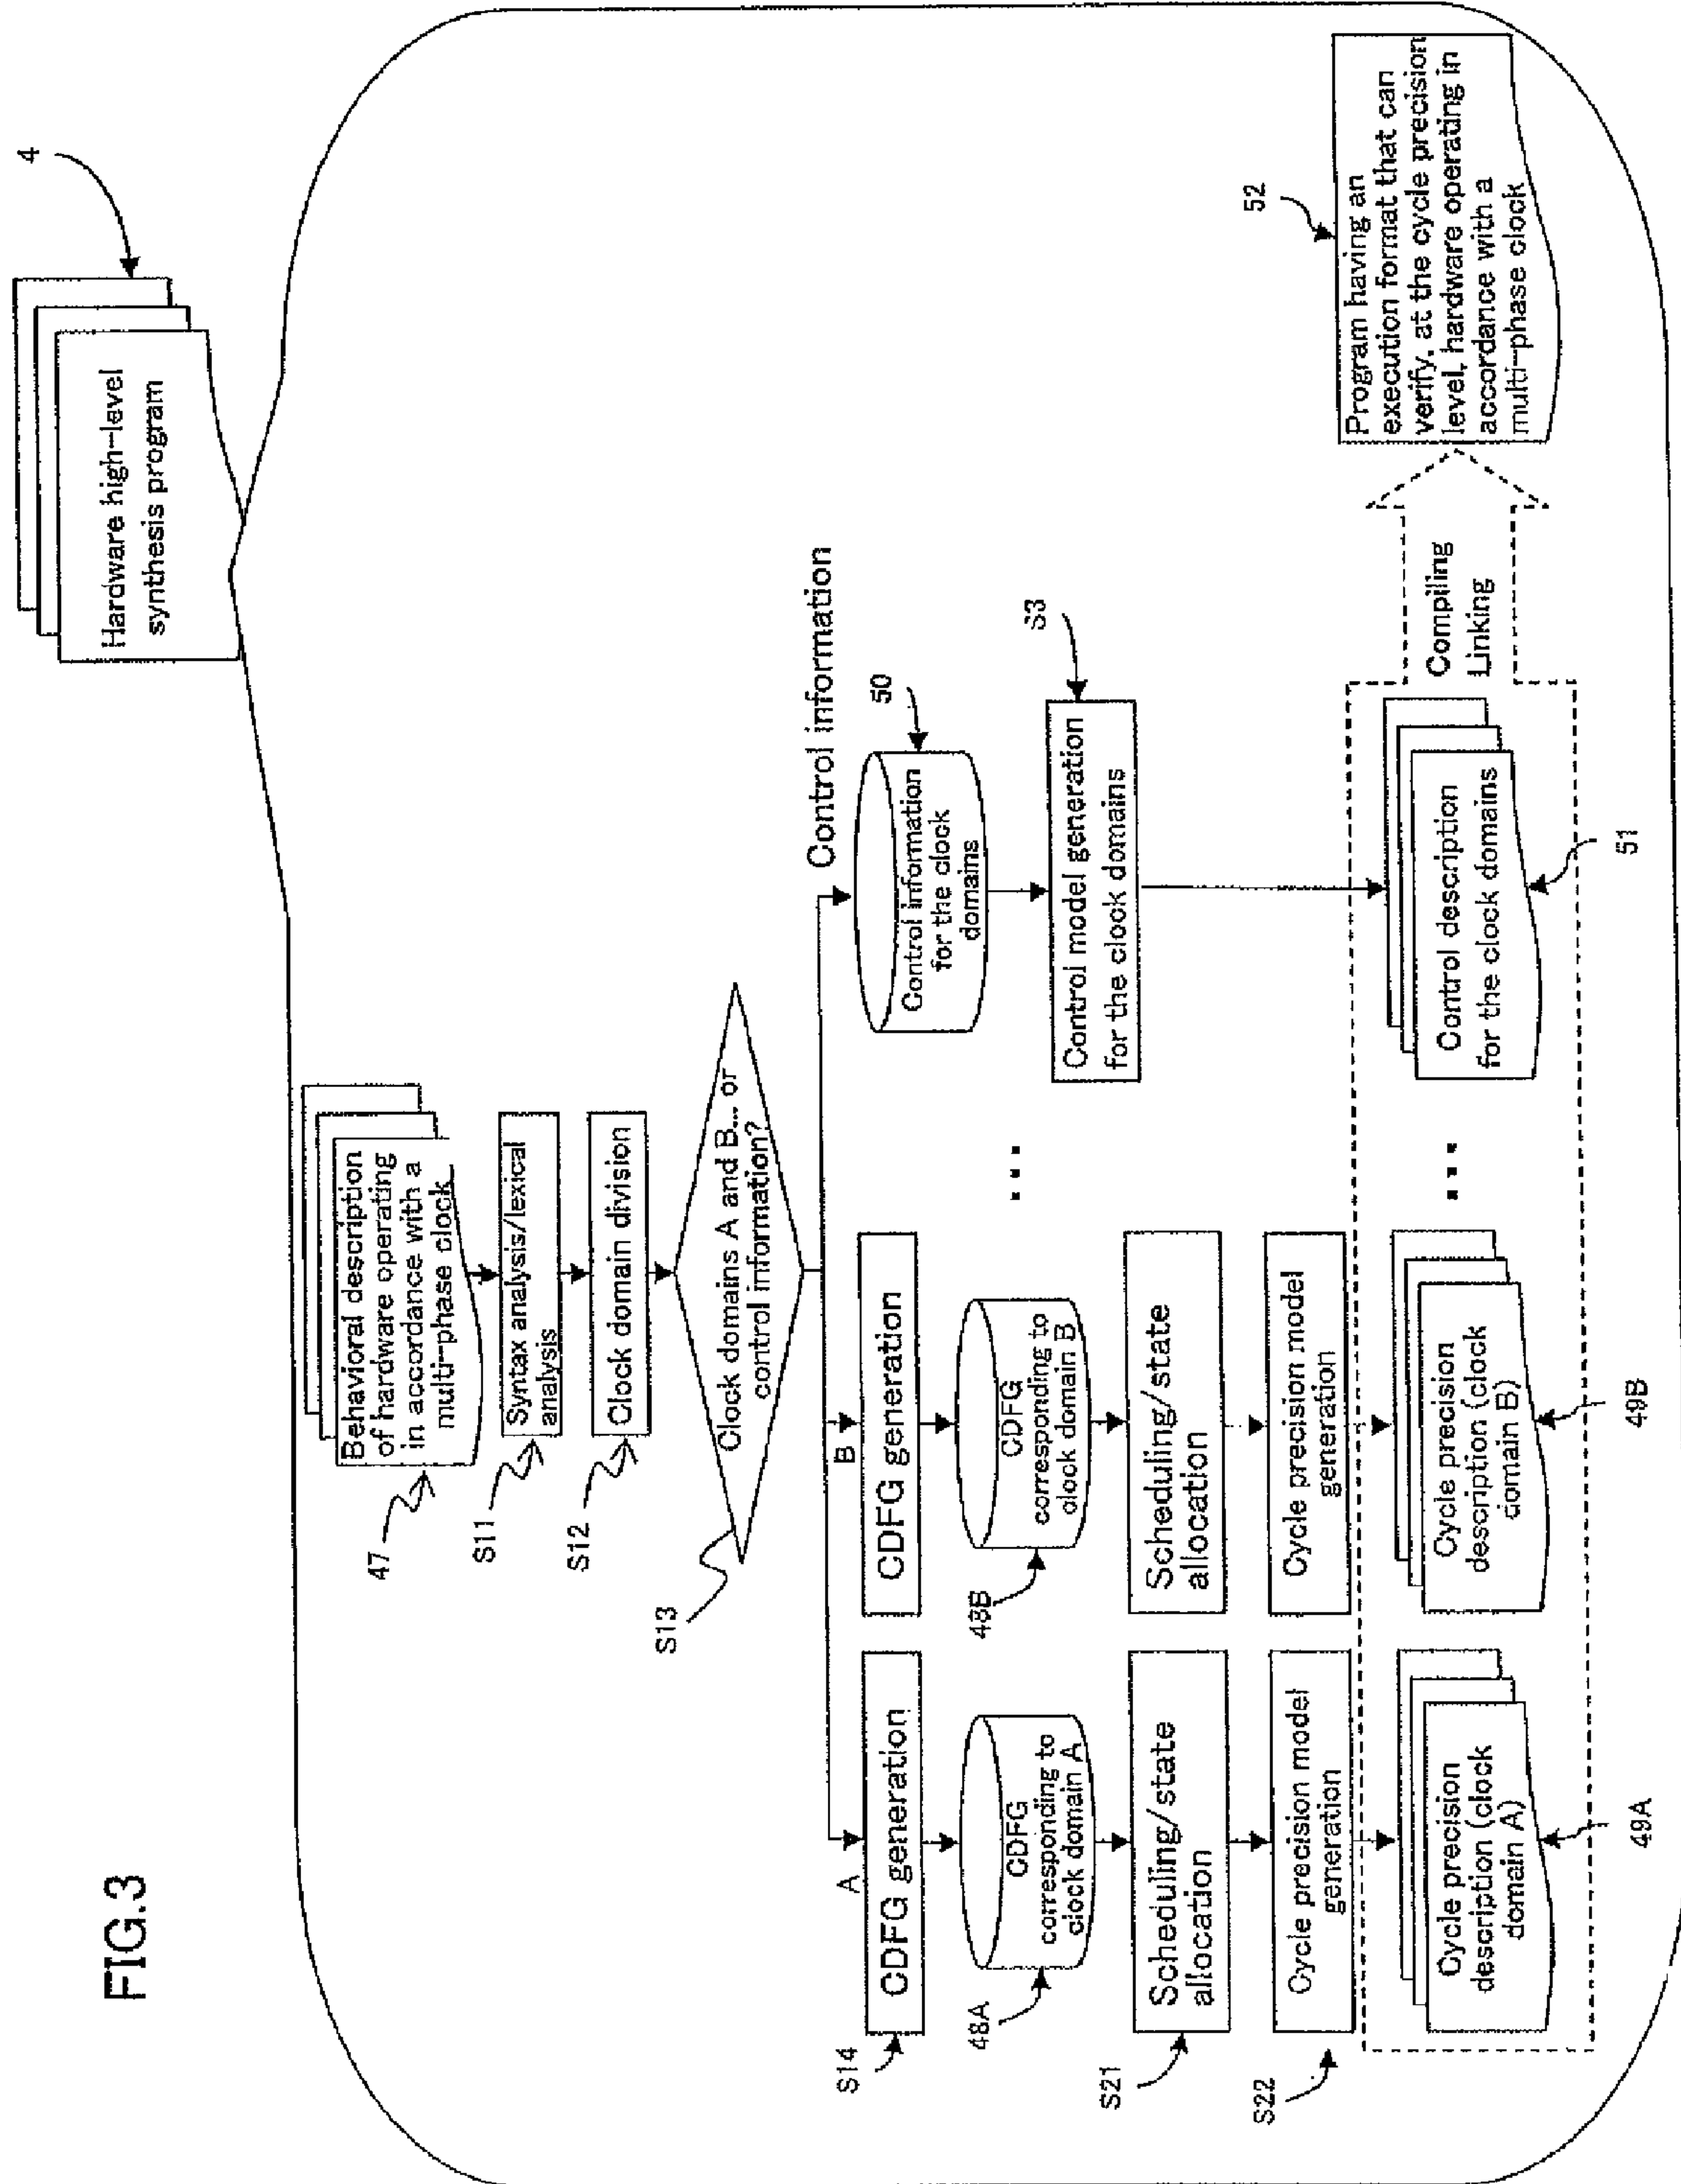 FIG.3
Hardware high-level
synthesis program
4
Behavioral description
of hardware operating
in accordance with a
multi-phase clock
47
Syntax analysis/lexical
analysis
S11
Clock domain division
S12
Clock domains A and B... or
control information?
S13
A
B
Control information
CDFG generation
S14
CDFG generation
...
Control information
for the clock
domains
50
CDFG
corresponding to
clock domain A
48A
CDFG
corresponding to
clock domain B
48B
Control model generation
for the clock domains
S3
Scheduling/state
allocation
S21
Scheduling/state
allocation
Cycle precision model
generation
S22
Cycle precision model
generation
Cycle precision
description (clock
domain A)
49A
Cycle precision
description (clock
domain B)
49B
...
Control description
for the clock domains
51
Compiling
Linking
Program having an
execution format that can
verify, at the cycle precision
level, hardware operating in
accordance with a
multi-phase clock
52